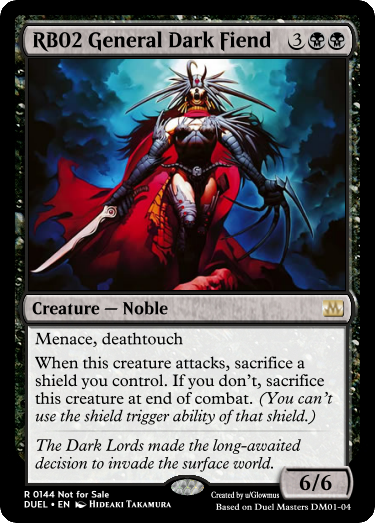 RB02 General Dark Fiend 3
Creature — Noble
Menace, deathtouch
When this creature attacks, sacrifice a
shield you control. If you don't, sacrifice
this creature at end of combat. (You can't
use the shield trigger ability of that shield.)
The Dark Lords made the long-awaited
decision to invade the surface world.
6/6
R 0144 Not for Sale
DUEL • EN Hideaki Takamura
Created by u/Glowmus
Based on Duel Masters DM01-04